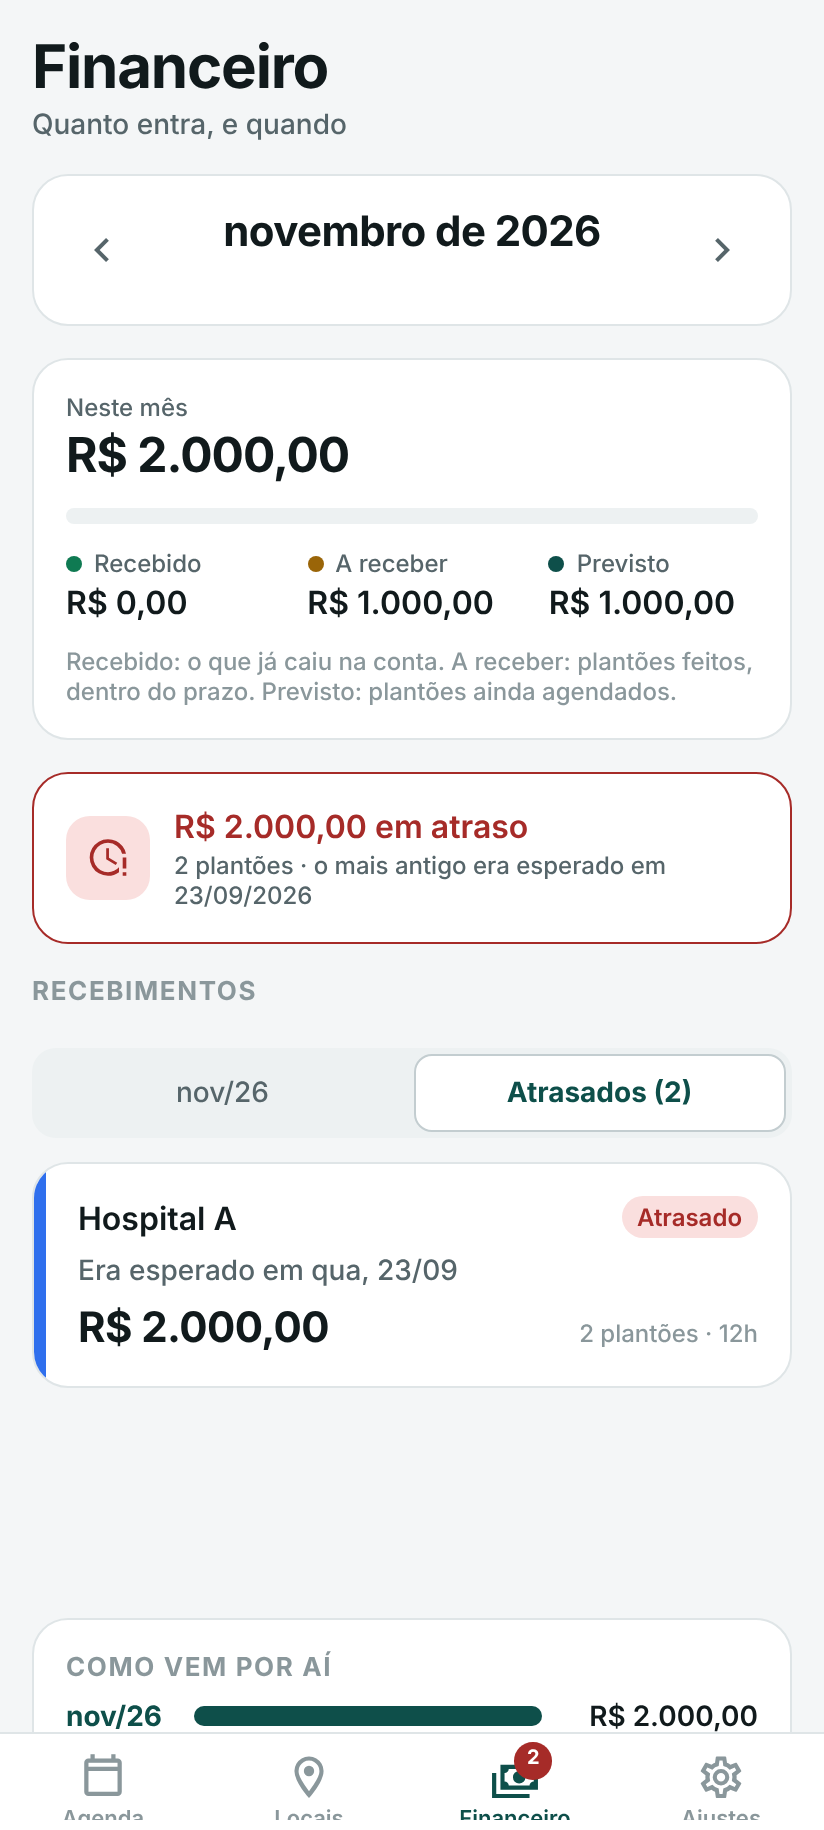 Financeiro
Quanto entra, e quando
novembro de 2026
Neste mês
R$ 2.000,00
Recebido
A receber
Previsto
R$ 0,00
R$ 1.000,00
R$ 1.000,00
Recebido: o que já caiu na conta. A receber: plantões feitos,
dentro do prazo. Previsto: plantões ainda agendados.
R$ 2.000,00 em atraso
2 plantões · o mais antigo era esperado em
23/09/2026
RECEBIMENTOS
nov/26
Atrasados (2)
Hospital A
Atrasado
Era esperado em qua, 23/09
R$ 2.000,00
2 plantões · 12h
COMO VEM POR AÍ
nov/26
R$ 2.000,00
2
Agenda
Locais
Financeiro
Ajustes